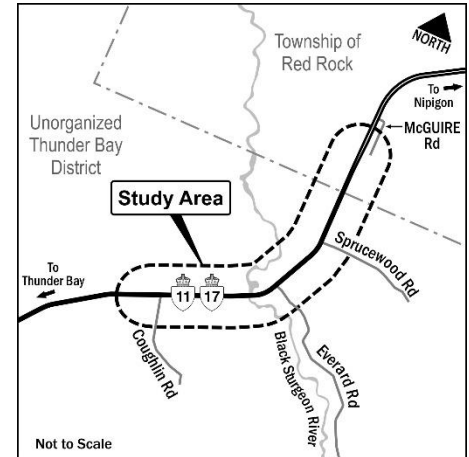 Township of
Red Rock
NORTH
To
Nipigon
McGUIRE
Rd
Unorganized
Thunder Bay
District
Study Area
Sprucewood Rd
To
Thunder Bay
11 17
Coughlin Rd
Black Sturgeon River
Everard Rd
Not to Scale